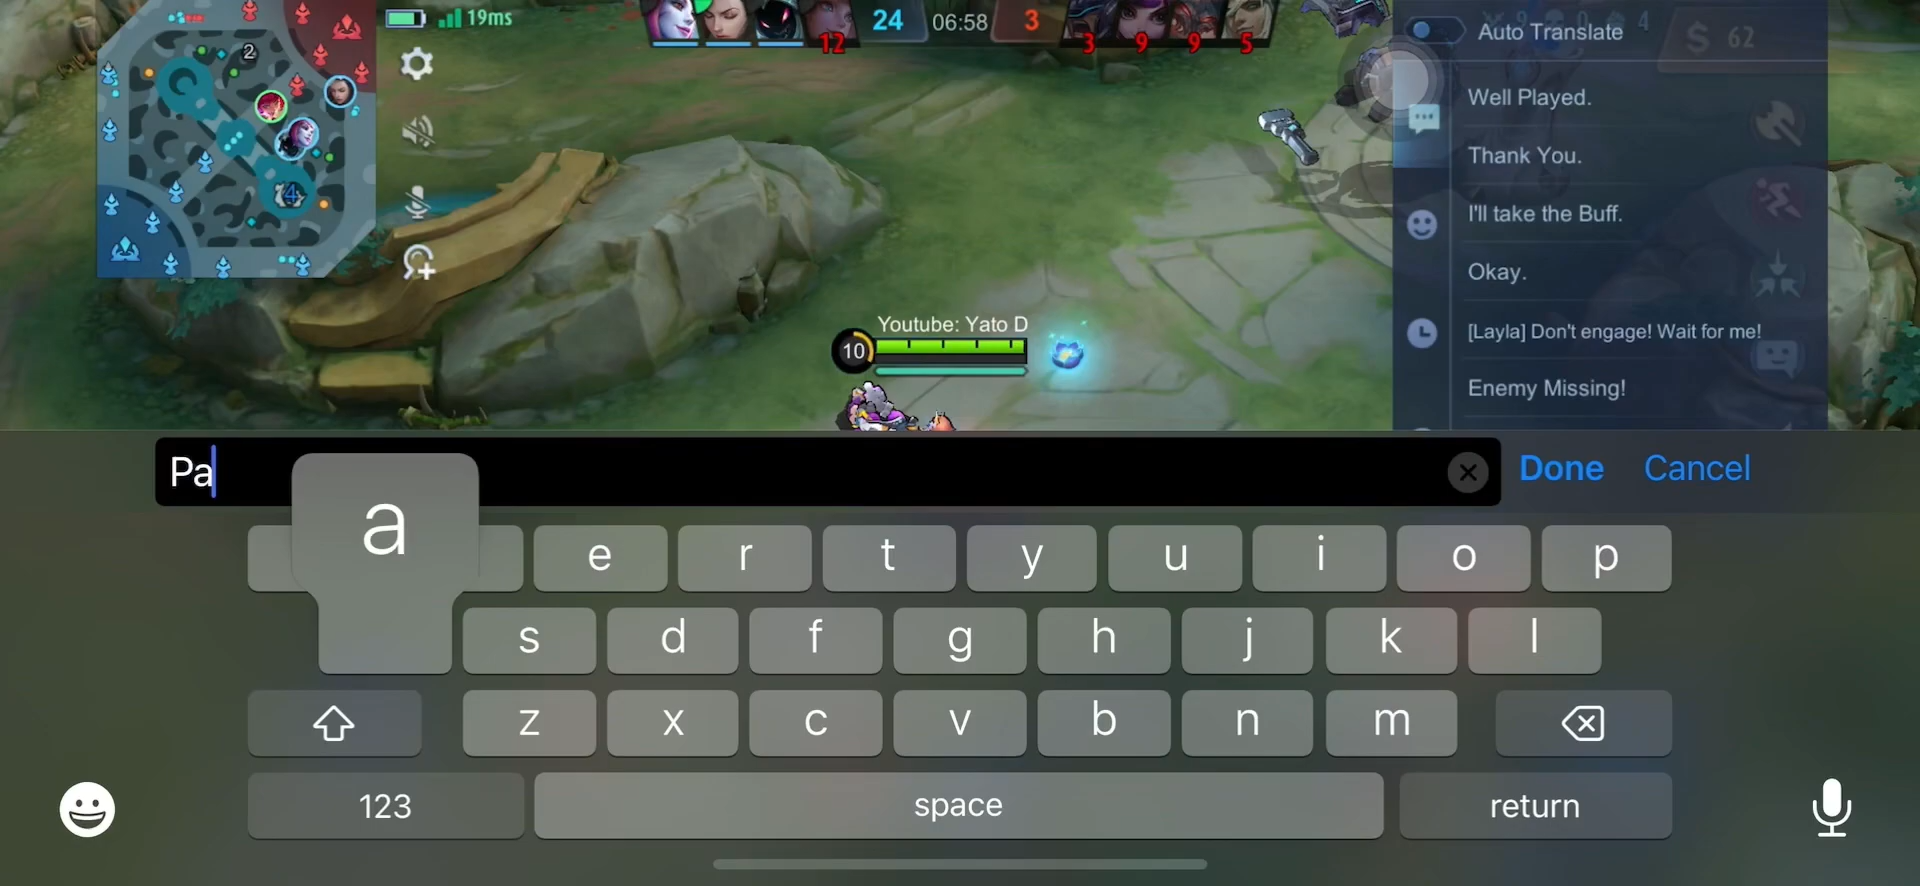 19ms
2
4
12
24
06:58
3
3
9
9
5
Auto Translate
4
$ 62
Well Played.
Thank You.
I'll take the Buff.
Okay.
[Layla] Don't engage! Wait for me!
Enemy Missing!
Youtube: Yato D
10
Pa
Done
Cancel
a
e r t y u i o p
s d f g h j k l
z x c v b n m
123
space
return